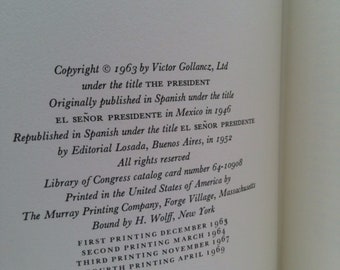 Copyright © 1963 by Victor Gollancz, Ltd
under the title THE PRESIDENT
Originally published in Spanish under the title
EL SEÑOR PRESIDENTE in Mexico in 1946
Republished in Spanish under the title EL SEÑOR PRESIDENTE
by Editorial Losada, Buenos Aires, in 1952
All rights reserved
Library of Congress catalog card number 64-10908
Printed in the United States of America by
The Murray Printing Company, Forge Village, Massachusetts
Bound by H. Wolff, New York
FIRST PRINTING DECEMBER 1963
SECOND PRINTING MARCH 1964
THIRD PRINTING NOVEMBER 1967
FOURTH PRINTING APRIL 1969